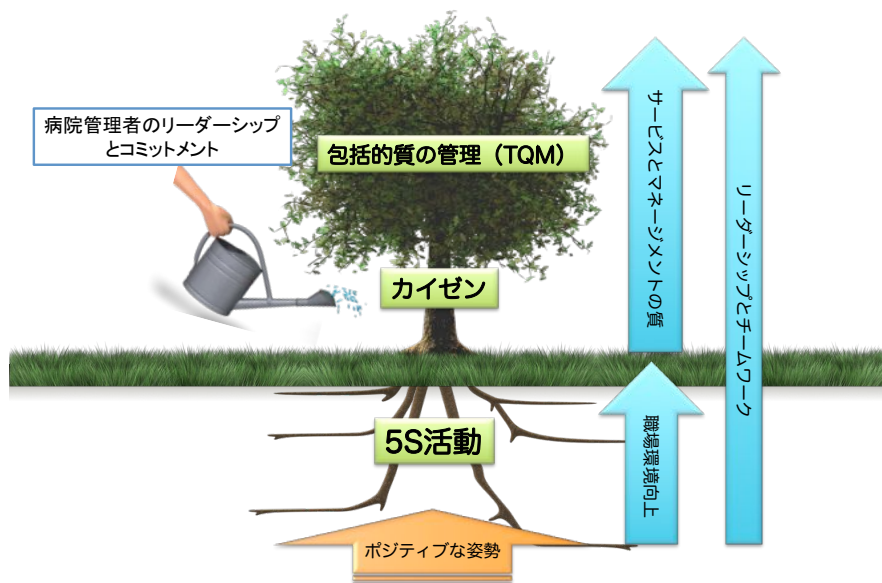 病院管理者のリーダーシップ
とコミットメント
包括的質の管理（TQM）
カイゼン
5S活動
ポジティブな姿勢
サービスとマネージメントの質
職場環境向上
リーダーシップとチームワーク